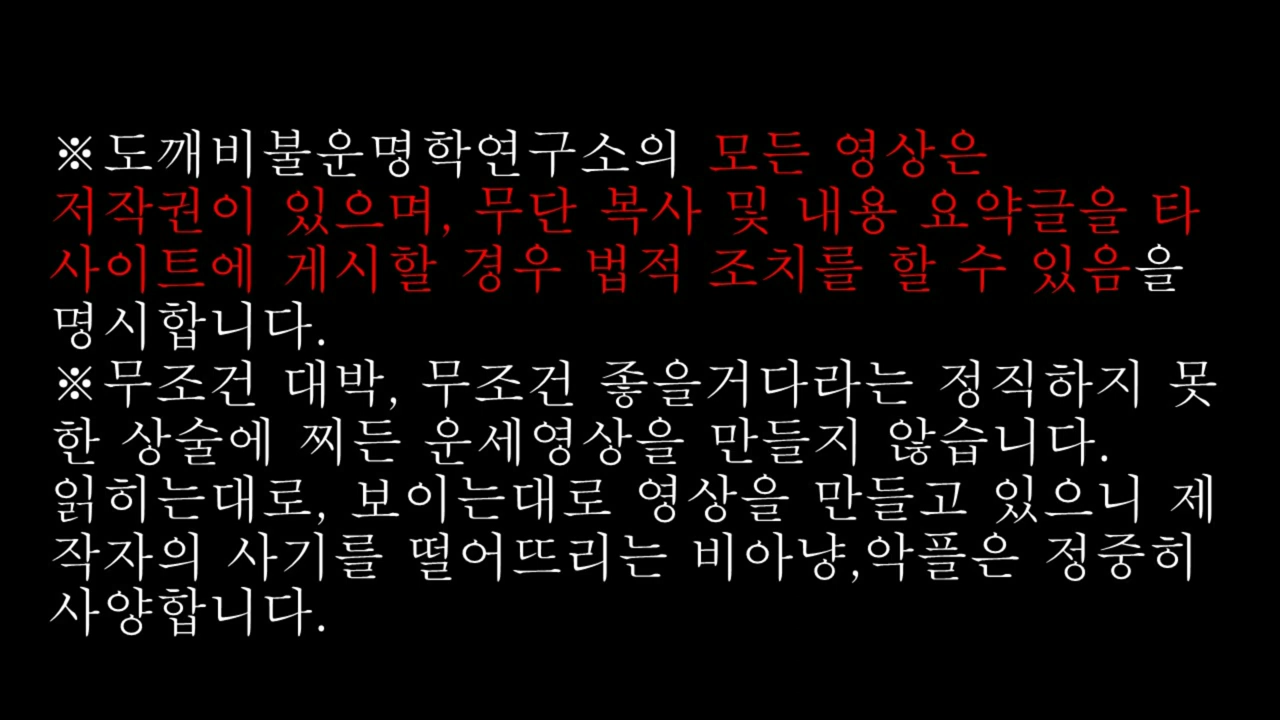 ※도깨비불운명학연구소의 모든 영상은
저작권이 있으며, 무단 복사 및 내용 요약글을 타
사이트에 게시할 경우 법적 조치를 할 수 있음을
명시합니다.
※무조건 대박, 무조건 좋을거다라는 정직하지 못
한 상술에 찌든 운세영상을 만들지 않습니다.
읽히는대로, 보이는대로 영상을 만들고 있으니 제
작자의 사기를 떨어뜨리는 비아냥,악플은 정중히
사양합니다.